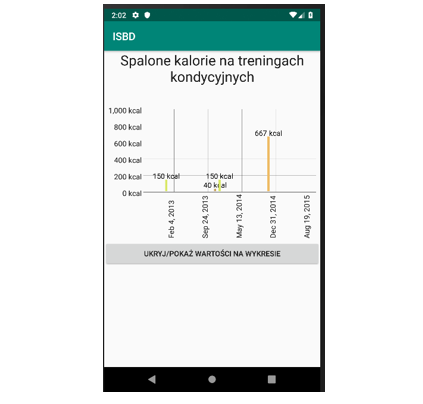 2:02
ISBD
Spalone kalorie na treningach
kondycyjnych
1,000 kcal
800 kcal
600 kcal
400 kcal
200 kcal
0 kcal
150 kcal
150 kcal
40 kcal
667 kcal
Feb 4, 2013
Sep 24, 2013
May 13, 2014
Dec 31, 2014
Aug 19, 2015
UKRYJ/POKAŻ WARTOŚCI NA WYKRESIE